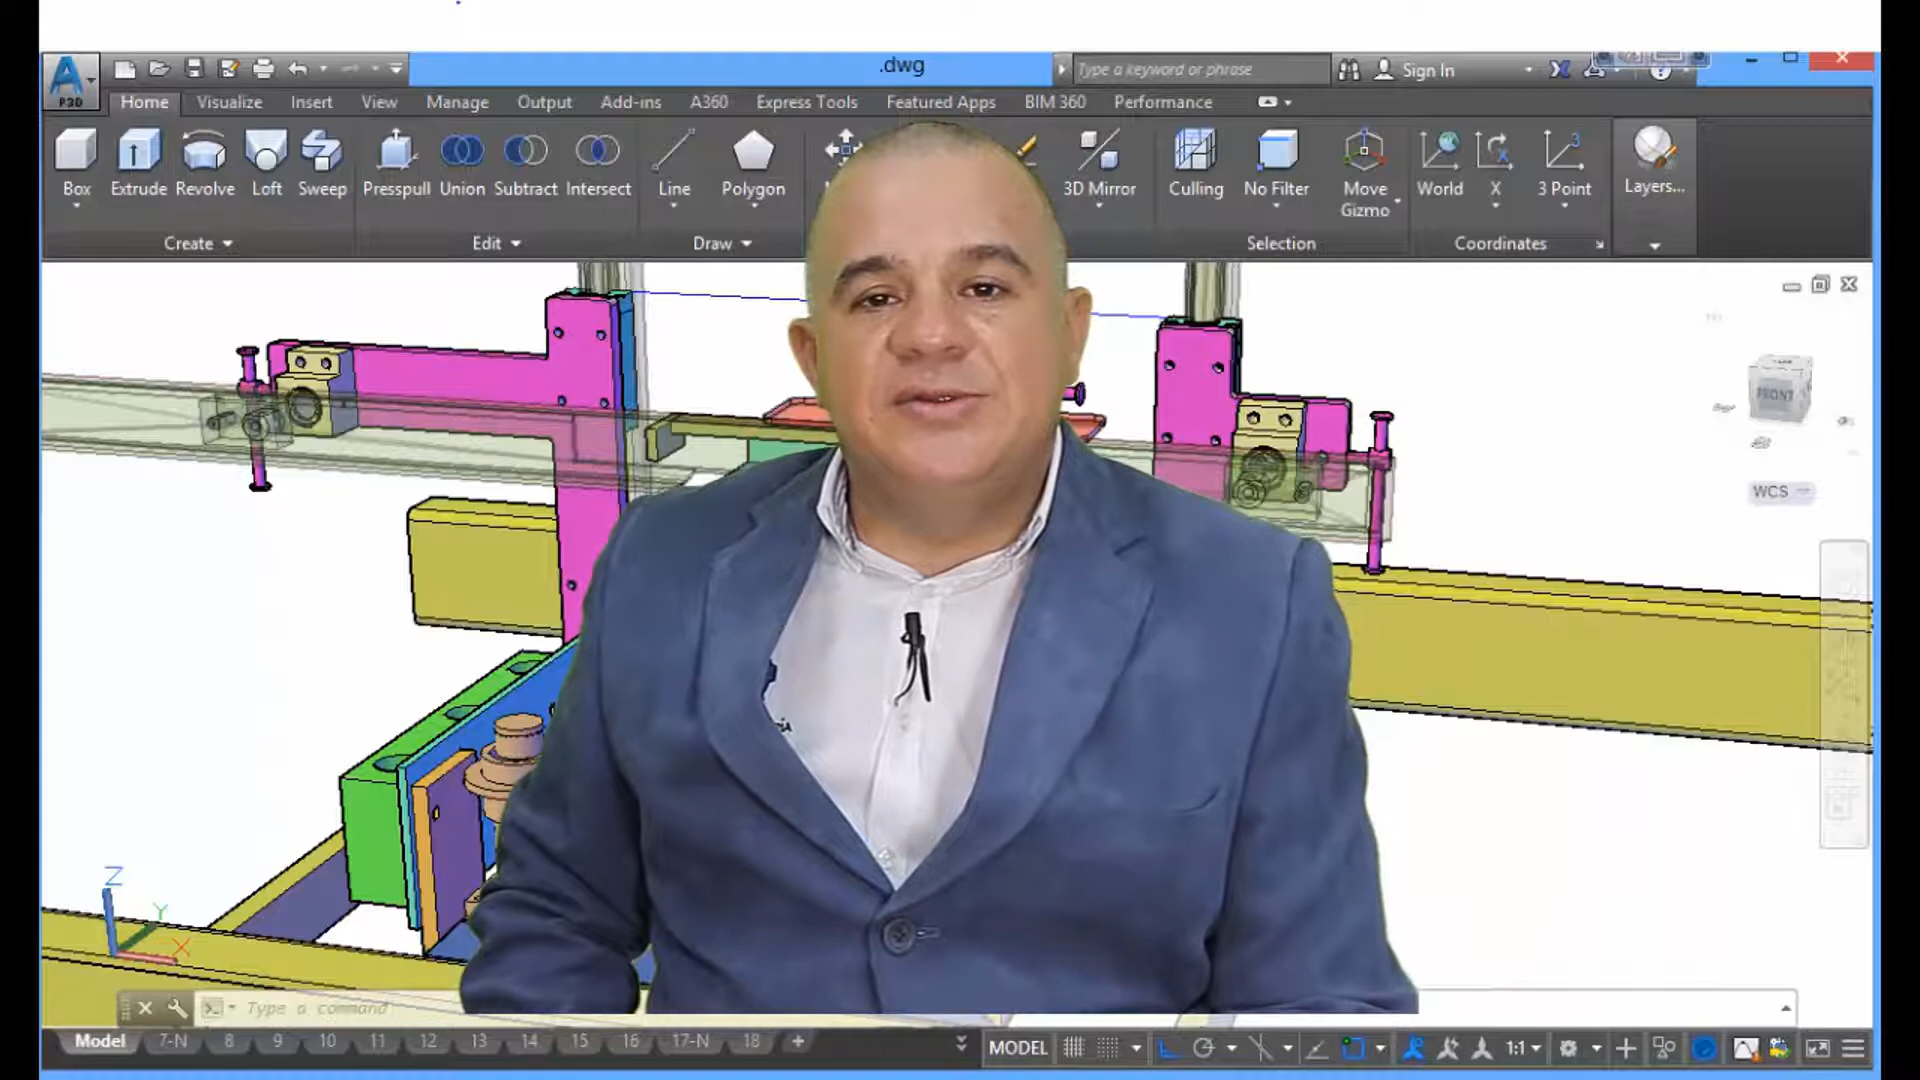 .dwg
Type a keyword or phrase
Sign In
P3D
Home Visualize Insert View Manage Output Add-ins A360 Express Tools Featured Apps BIM 360 Performance
Box Extrude Revolve Loft Sweep Presspull Union Subtract Intersect Line Polygon 3D Mirror Culling No Filter Move Gizmo World X 3 Point Layers...
Create Edit Draw Selection Coordinates
FRONT
WCS
Z
Y
X
Type a command
Model 7-N 8 9 10 11 12 13 14 15 16 17-N 18 + MODEL 1:1